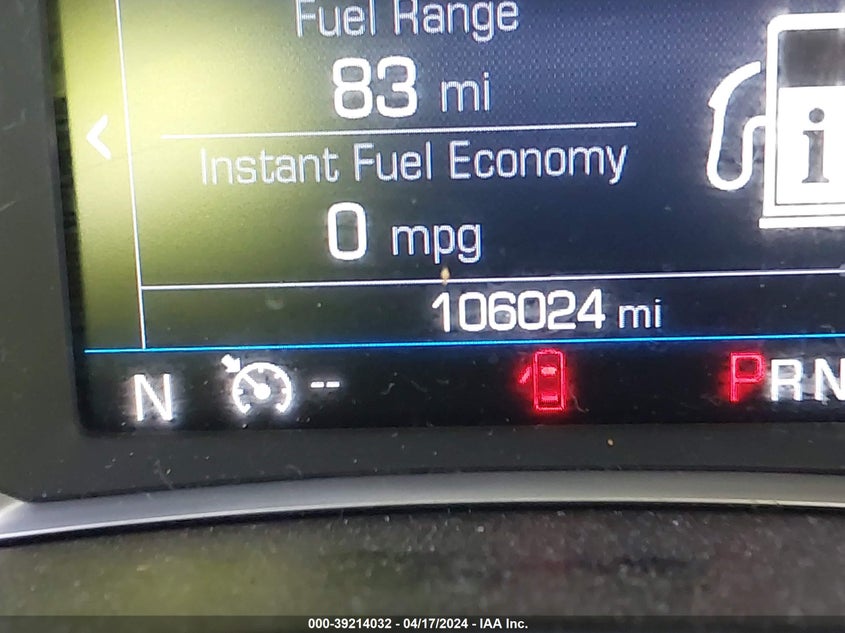 Fuel Range
83 mi
Instant Fuel Economy
0 mpg
106024 mi
N -- PRN
i
000-39214032 - 04/17/2024 - IAA Inc.